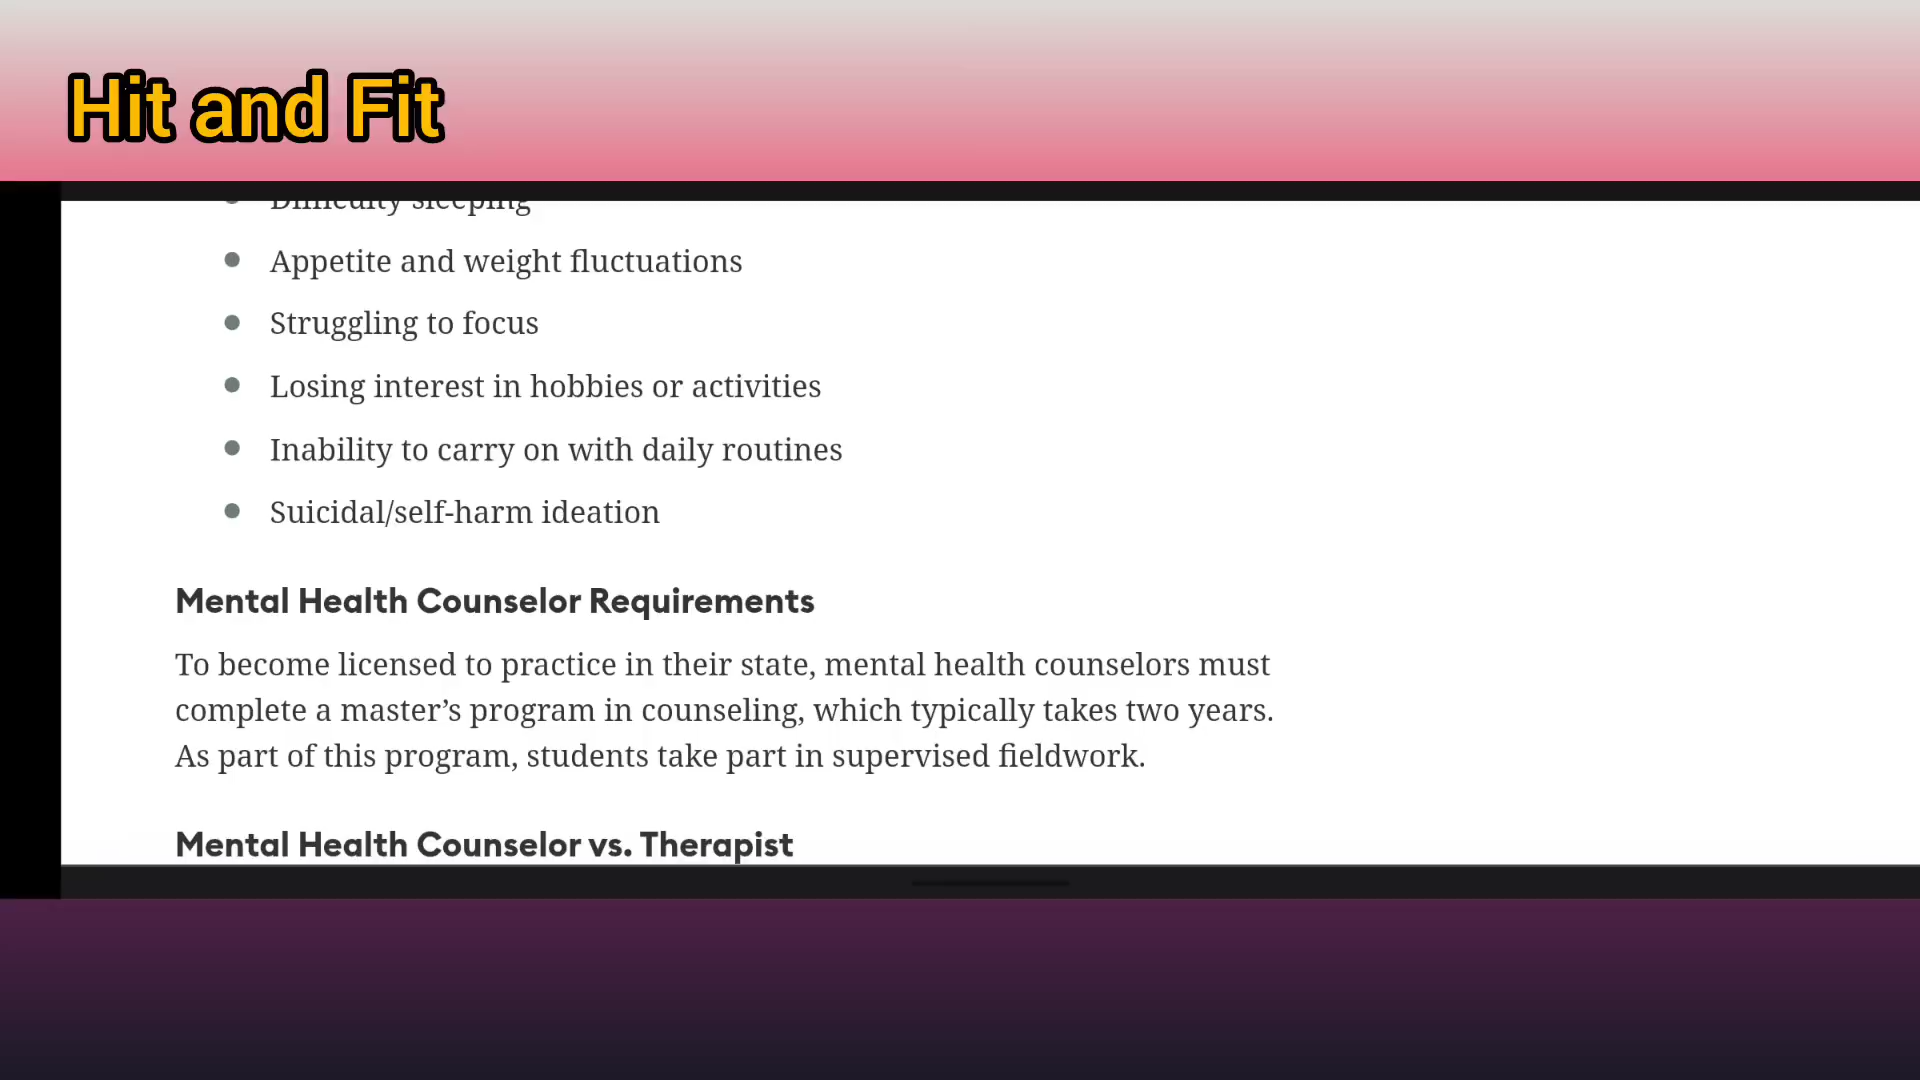 Hit and Fit
Difficulty sleeping
Appetite and weight fluctuations
Struggling to focus
Losing interest in hobbies or activities
Inability to carry on with daily routines
Suicidal/self-harm ideation
Mental Health Counselor Requirements
To become licensed to practice in their state, mental health counselors must
complete a master’s program in counseling, which typically takes two years.
As part of this program, students take part in supervised fieldwork.
Mental Health Counselor vs. Therapist